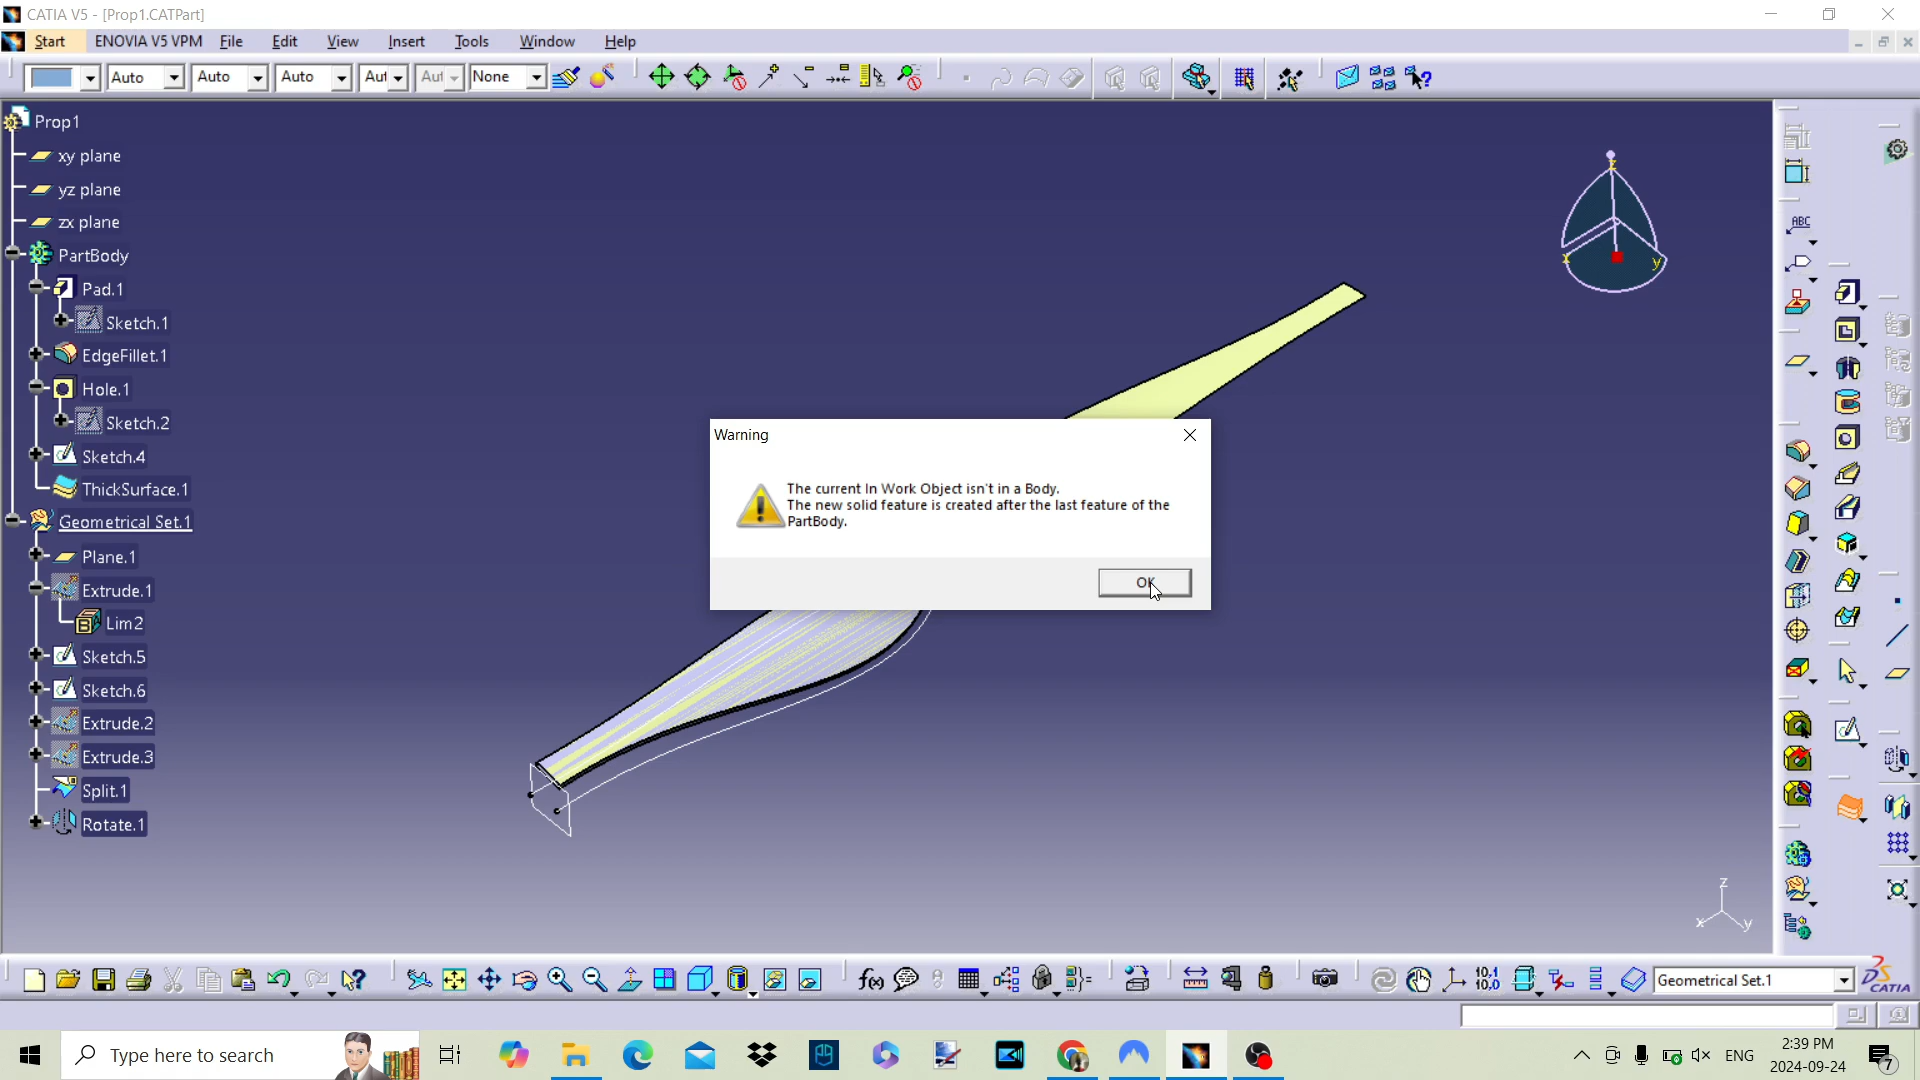 CATIA V5 - [Prop1.CATPart]
Start ENOVIA V5 VPM File Edit View Insert Tools Window Help
Auto Auto Auto Aut Aut None
Prop1
xy plane
yz plane
zx plane
PartBody
Pad.1
Sketch.1
EdgeFillet.1
Hole.1
Sketch.2
Sketch.4
ThickSurface.1
Geometrical Set.1
Plane.1
Extrude.1
Lim2
Sketch.5
Sketch.6
Extrude.2
Extrude.3
Split.1
Rotate.1
z
x
y
Warning
The current In Work Object isn't in a Body.
The new solid feature is created after the last feature of the
PartBody.
OK
ABC
z
x
y
Geometrical Set.1
CATIA
Type here to search
ENG
2:39 PM
2024-09-24
7